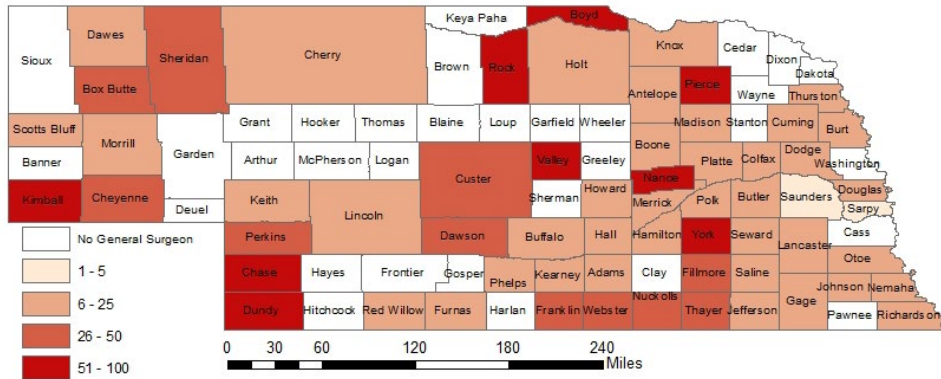 Keya Paha Boyd
Dawes Sheridan Cherry Knox Cedar
Sioux Brown Rock Holt Dixon
Dakota
Box Butte Antelope Pierce Wayne Thurston
Scotts Bluff Morrill Grant Hooker Thomas Blaine Loup Garfield Wheeler Madison Stanton Cuming Burt
Banner Garden Arthur McPherson Logan Valley Greeley Boone Platte Colfax Dodge Washington
Kimball Cheyenne Deuel Keith Lincoln Custer Sherman Howard Nance Merrick Polk Butler Saunders Douglas
Sarpy
Perkins Dawson Buffalo Hall Hamilton York Seward Lancaster Cass
Otoe
Chase Hayes Frontier Gosper Phelps Kearney Adams Clay Fillmore Saline Gage Johnson Nemaha
Dundy Hitchcock Red Willow Furnas Harlan Franklin Webster Nuckolls Thayer Jefferson Pawnee Richardson
No General Surgeon
1 - 5
6 - 25
26 - 50
51 - 100
0 30 60 120 180 240
Miles